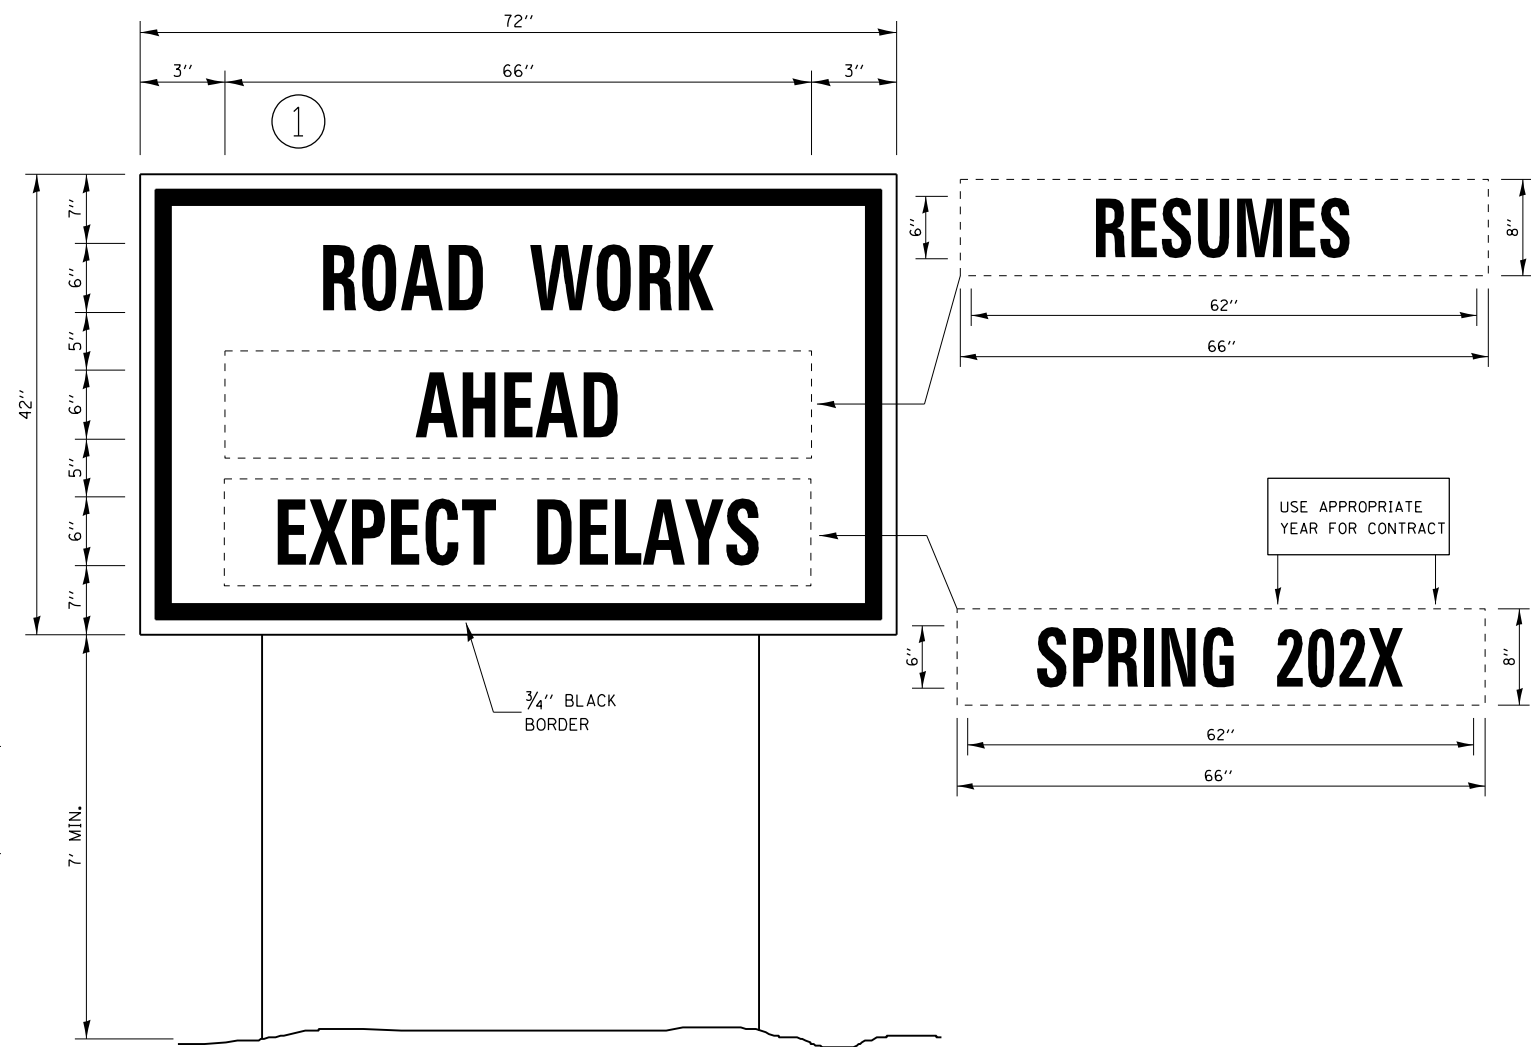 72''
3''
66''
3''
1
7''
6''
5''
6''
5''
6''
7''
42''
7' MIN.
ROAD WORK
AHEAD
EXPECT DELAYS
3/4'' BLACK
BORDER
6''
RESUMES
8''
62''
66''
USE APPROPRIATE
YEAR FOR CONTRACT
6''
SPRING 202X
8''
62''
66''